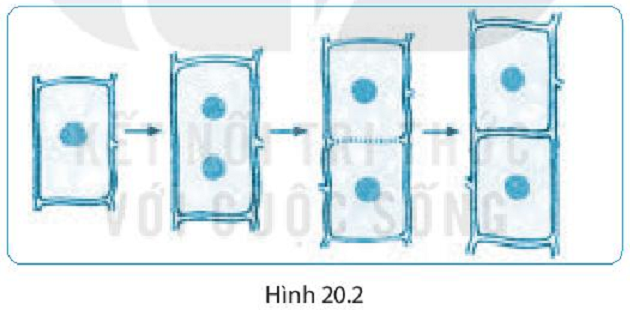 KẾT NỐI TRI THỨC
VỚI CUỘC SỐNG
Hình 20.2